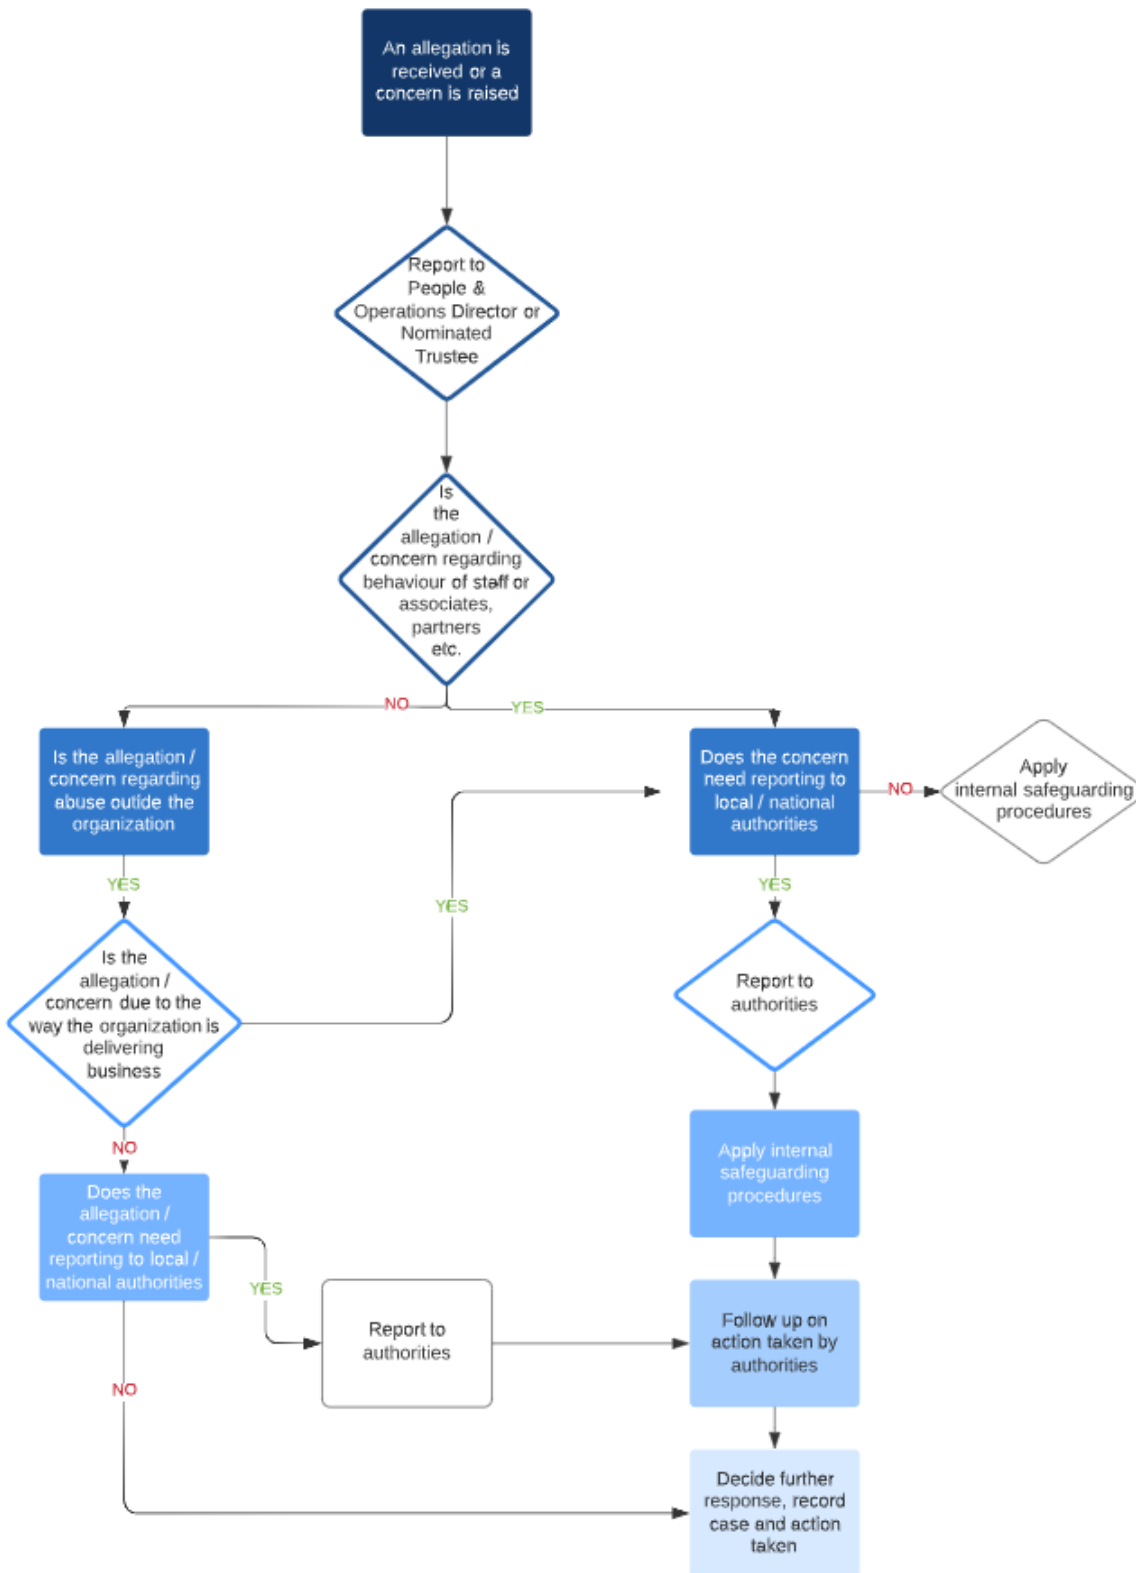 An allegation is
received or a
concern is raised
Report to
People &
Operations Director or
Nominated
Trustee
Is
the
allegation /
concern regarding
behaviour of staff or
associates,
partners
etc.
NO
YES
Is the allegation /
concern regarding
abuse outide the
organization
Does the concern
need reporting to
local / national
authorities
NO
Apply
internal safeguarding
procedures
YES
YES
YES
Is the
allegation /
concern due to the
way the organization is
delivering
business
Report to
authorities
NO
Apply internal
safeguarding
procedures
Does the
allegation /
concern need
reporting to local /
national authorities
YES
Report to
authorities
Follow up on
action taken by
authorities
NO
Decide further
response, record
case and action
taken